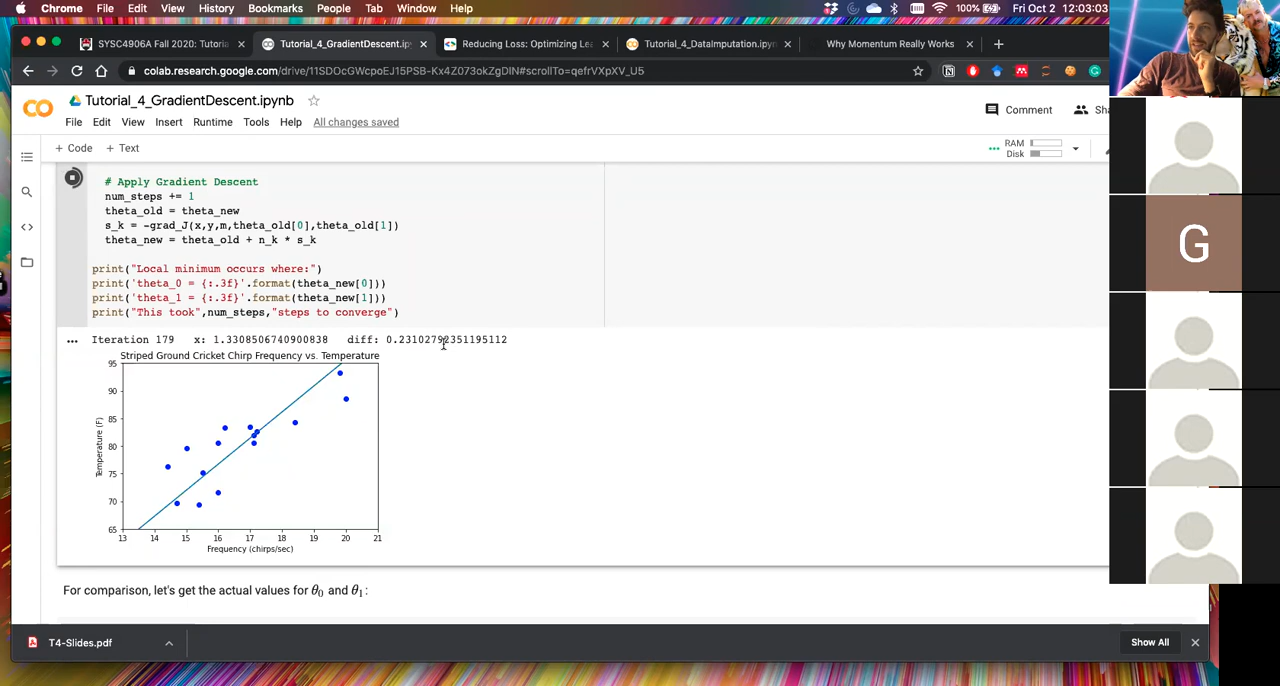 Chrome File Edit View History Bookmarks People Tab Window Help 100% Fri Oct 2 12:03:03
SYSC4906A Fall 2020: Tutoria Tutorial_4_GradientDescent.ip Reducing Loss: Optimizing Le Tutorial_4_DataImputation.ipyn Why Momentum Really Works
colab.research.google.com/drive/11SDOcGWcpoEJ15PSB-Kx4Z073okZgDlN#scrollTo=qefrVXpXV_U5
Tutorial_4_GradientDescent.ipynb
Comment Sha
File Edit View Insert Runtime Tools Help All changes saved
+ Code + Text
RAM
Disk
# Apply Gradient Descent
num_steps += 1
theta_old = theta_new
s_k = -grad_J(x,y,m,theta_old[0],theta_old[1])
theta_new = theta_old + n_k * s_k
print("Local minimum occurs where:")
print('theta_0 = {:.3f}'.format(theta_new[0]))
print('theta_1 = {:.3f}'.format(theta_new[1]))
print("This took",num_steps,"steps to converge")
Iteration 179 x: 1.3308506740900838 diff: 0.23102792351195112
Striped Ground Cricket Chirp Frequency vs. Temperature
95
90
85
80
75
70
65
Temperature (F)
13 14 15 16 17 18 19 20 21
Frequency (chirps/sec)
For comparison, let's get the actual values for θ0 and θ1:
G
T4-Slides.pdf
Show All